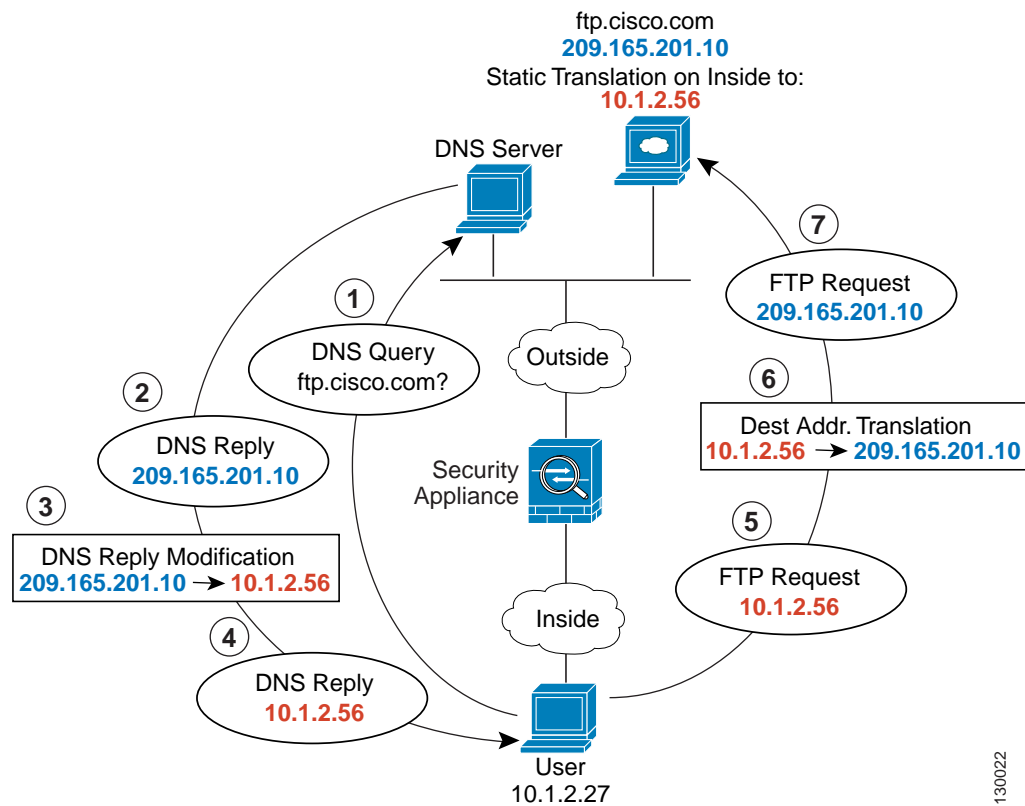 ftp.cisco.com
209.165.201.10
Static Translation on Inside to:
10.1.2.56
DNS Server
7
FTP Request
209.165.201.10
1
DNS Query
ftp.cisco.com?
Outside
2
DNS Reply
209.165.201.10
6
Dest Addr. Translation
10.1.2.56 → 209.165.201.10
Security
Appliance
3
DNS Reply Modification
209.165.201.10 → 10.1.2.56
5
FTP Request
10.1.2.56
Inside
4
DNS Reply
10.1.2.56
User
10.1.2.27
130022